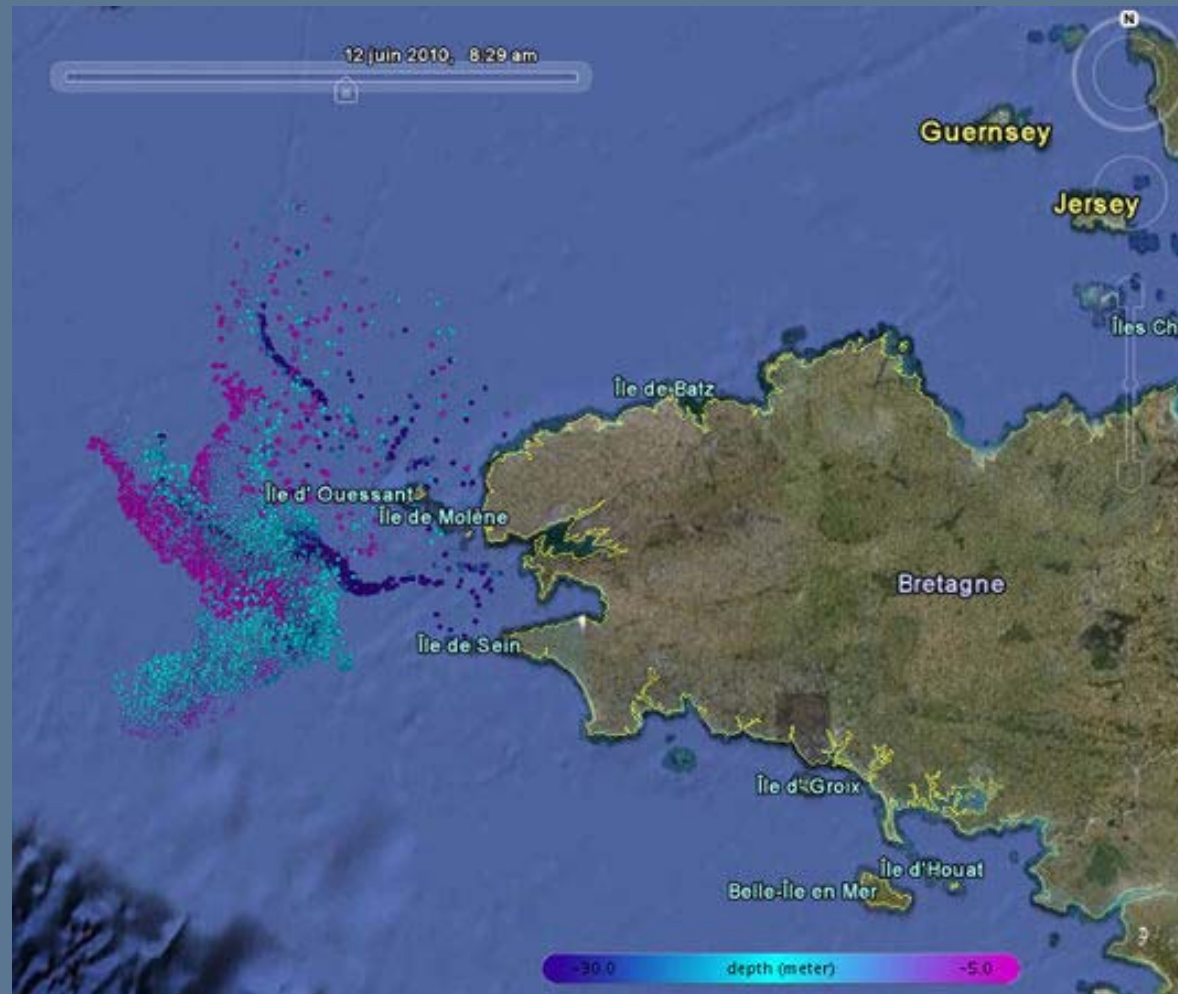 12 juin 2010,   8:29 am
N
Guernsey
Jersey
Îles Ch
Île de Batz
Île d' Ouessant
Île de Molène
Bretagne
Île de Sein
Île d' Groix
Île d'Houat
Belle-Île en Mer
-30.0 depth (meter) -5.0